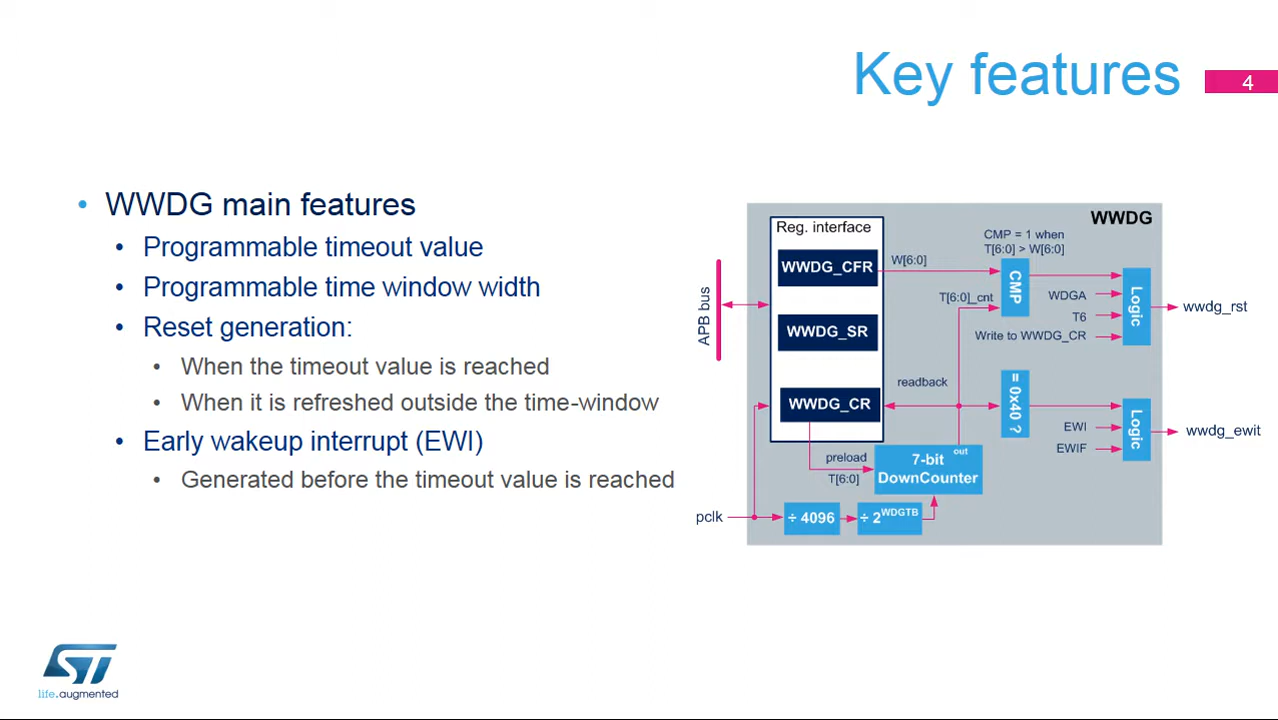 Key features
4
WWDG main features
Programmable timeout value
Programmable time window width
Reset generation:
When the timeout value is reached
When it is refreshed outside the time-window
Early wakeup interrupt (EWI)
Generated before the timeout value is reached
WWDG
Reg. interface
CMP = 1 when
T[6:0] > W[6:0]
WWDG_CFR
W[6:0]
CMP
T[6:0]_cnt
WDGA
T6
Write to WWDG_CR
Logic
wwdg_rst
APB bus
WWDG_SR
readback
WWDG_CR
= 0x40 ?
EWI
EWIF
Logic
wwdg_ewit
preload
T[6:0]
out
7-bit
DownCounter
pclk
÷ 4096
÷ 2^WDGTB
ST
life.augmented